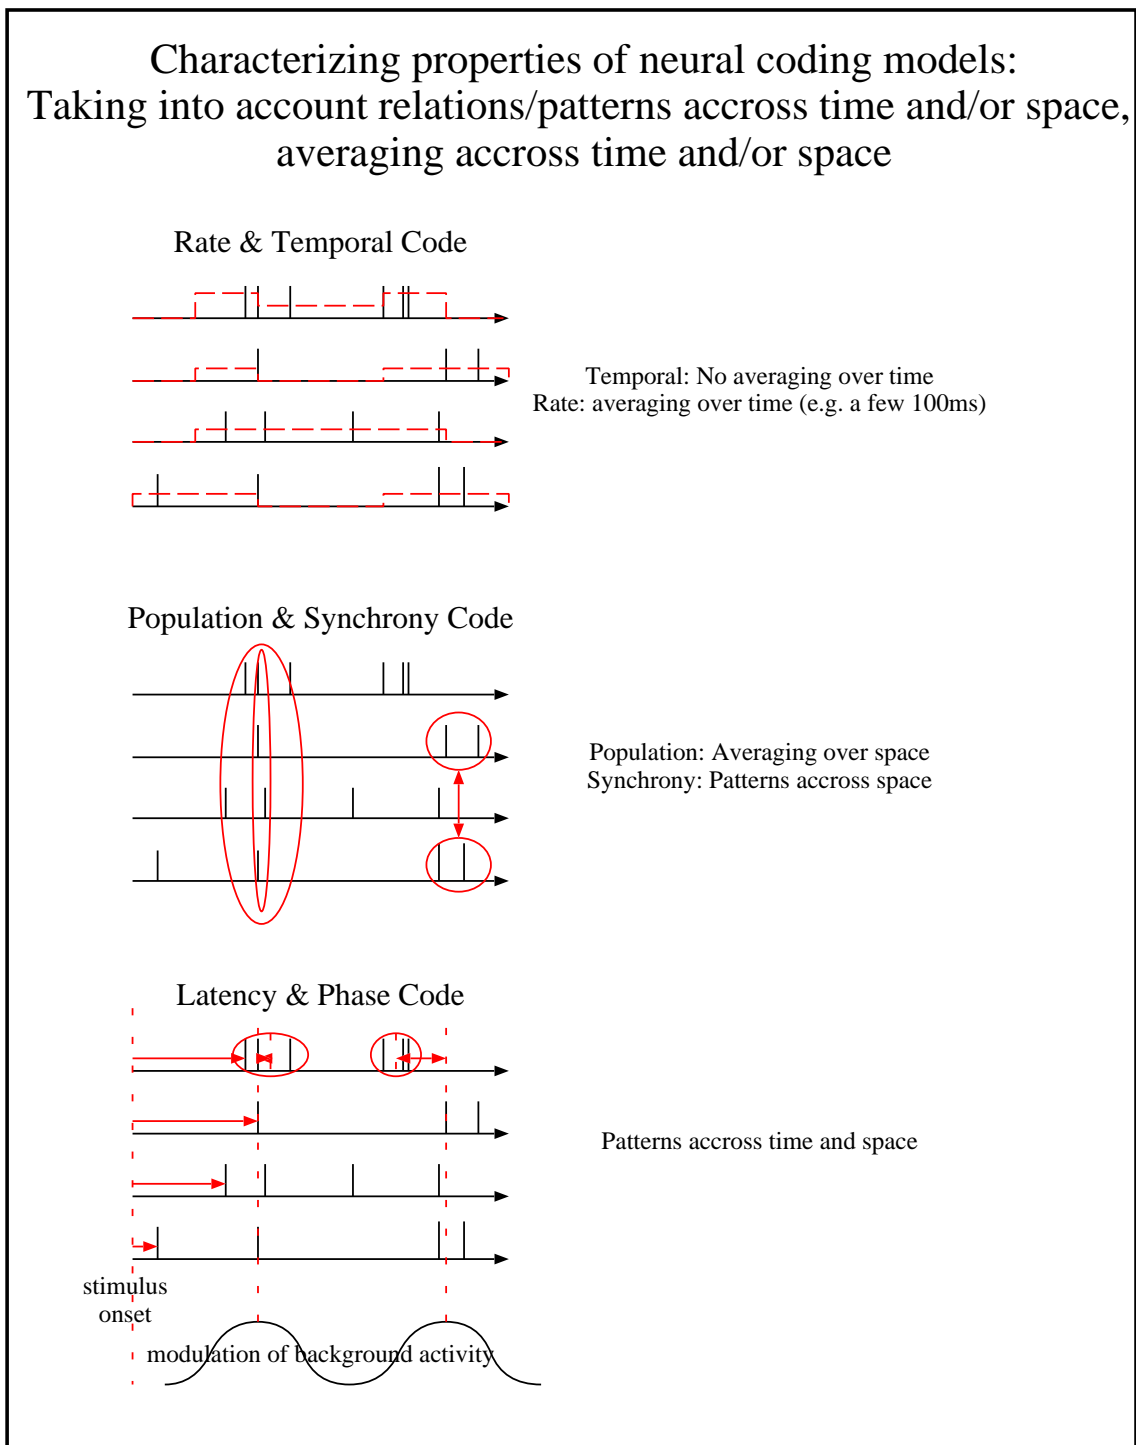 Characterizing properties of neural coding models:
Taking into account relations/patterns accross time and/or space,
averaging accross time and/or space
Rate & Temporal Code
Temporal: No averaging over time
Rate: averaging over time (e.g. a few 100ms)
Population & Synchrony Code
Population: Averaging over space
Synchrony: Patterns accross space
Latency & Phase Code
Patterns accross time and space
stimulus
onset
modulation of background activity